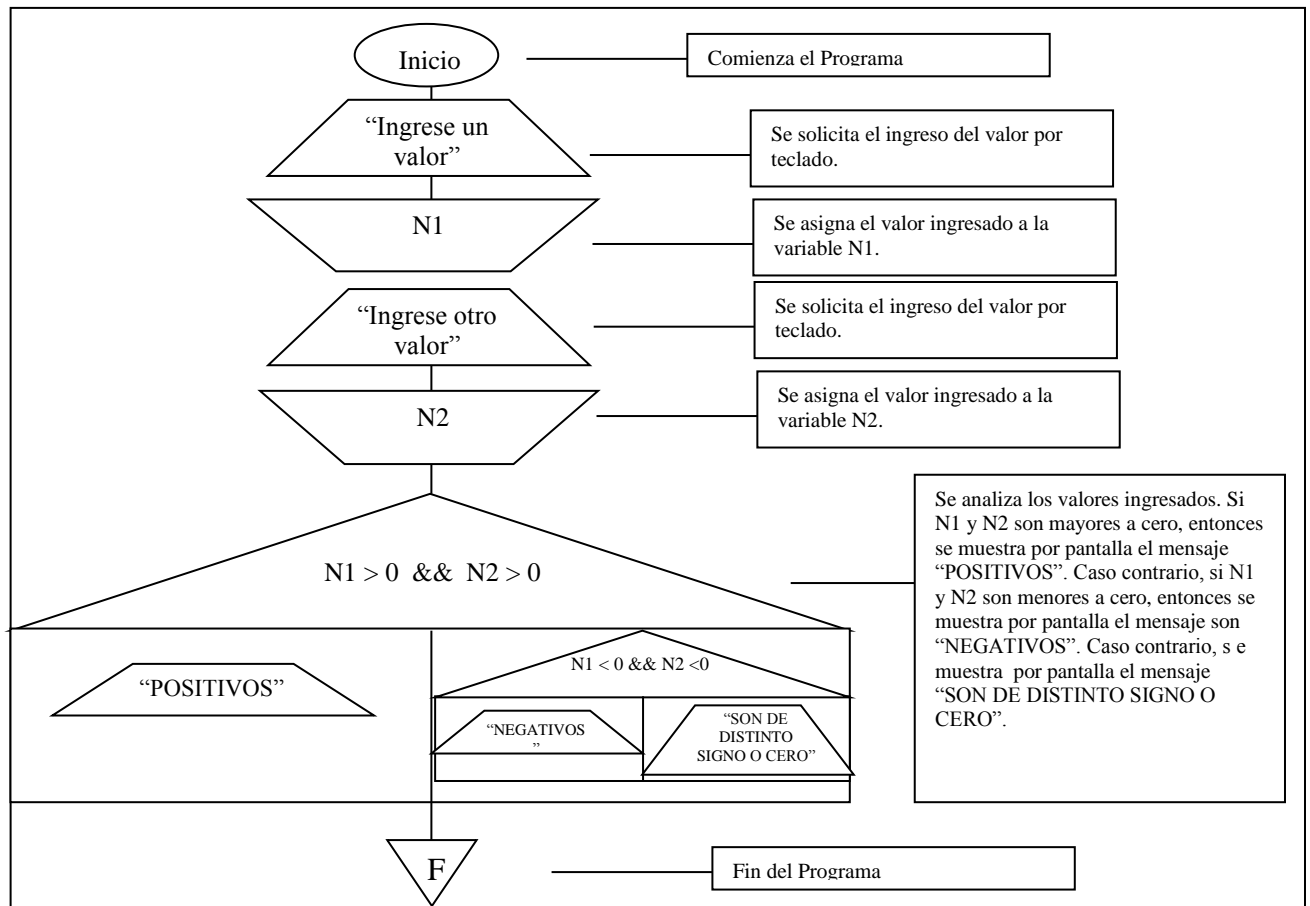 Inicio
Comienza el Programa
“Ingrese un
valor”
Se solicita el ingreso del valor por
teclado.
N1
Se asigna el valor ingresado a la
variable N1.
“Ingrese otro
valor”
Se solicita el ingreso del valor por
teclado.
N2
Se asigna el valor ingresado a la
variable N2.
N1 > 0 && N2 > 0
Se analiza los valores ingresados. Si
N1 y N2 son mayores a cero, entonces
se muestra por pantalla el mensaje
“POSITIVOS”. Caso contrario, si N1
y N2 son menores a cero, entonces se
muestra por pantalla el mensaje son
“NEGATIVOS”. Caso contrario, s e
muestra por pantalla el mensaje
“SON DE DISTINTO SIGNO O
CERO”.
“POSITIVOS”
N1 < 0 && N2 <0
“NEGATIVOS
”
“SON DE
DISTINTO
SIGNO O CERO”
F
Fin del Programa